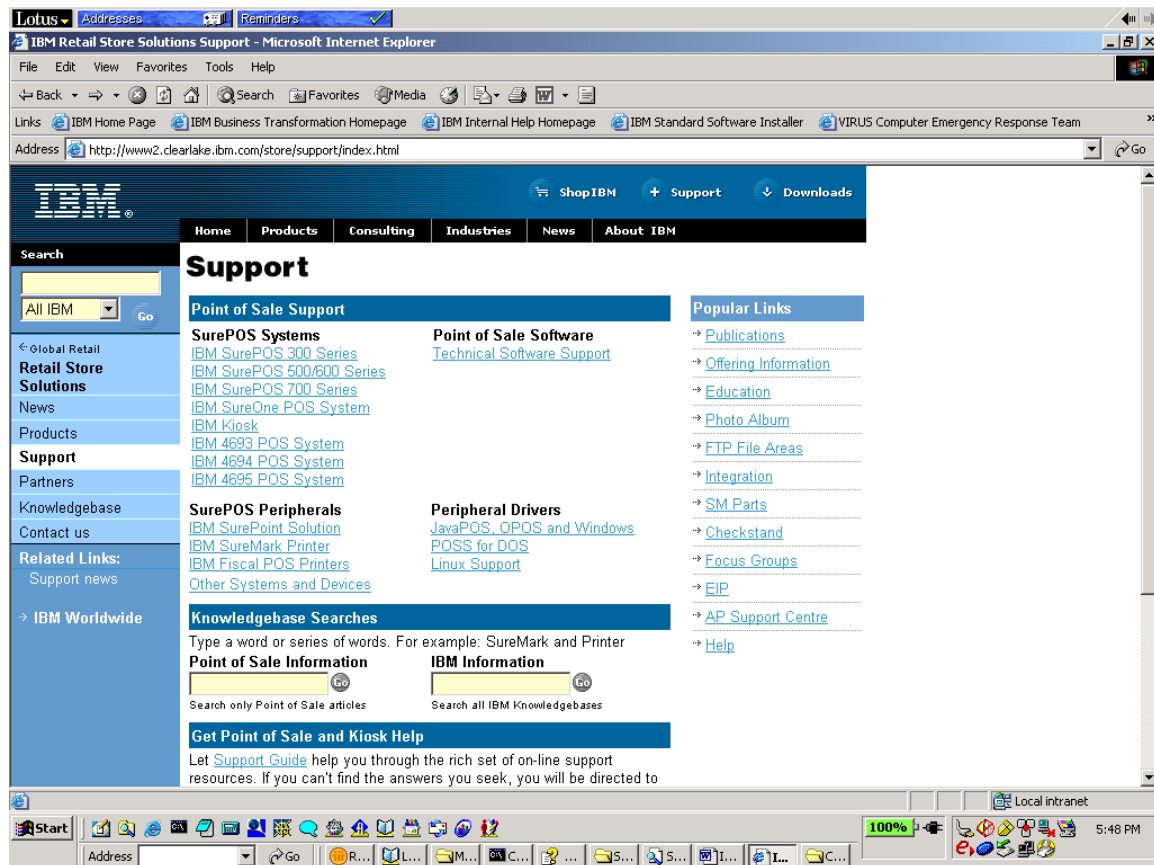 Lotus Addresses Reminders
IBM Retail Store Solutions Support - Microsoft Internet Explorer
File Edit View Favorites Tools Help
Back Search Favorites Media
Links IBM Home Page IBM Business Transformation Homepage IBM Internal Help Homepage IBM Standard Software Installer VIRUS Computer Emergency Response Team »
Address http://www2.clearlake.ibm.com/store/support/index.html Go
IBM®
ShopIBM Support Downloads
Home Products Consulting Industries News About IBM
Search
All IBM Go
Global Retail
Retail Store
Solutions
News
Products
Support
Partners
Knowledgebase
Contact us
Related Links:
Support news
IBM Worldwide
Support
Point of Sale Support
SurePOS Systems
IBM SurePOS 300 Series
IBM SurePOS 500/600 Series
IBM SurePOS 700 Series
IBM SureOne POS System
IBM Kiosk
IBM 4693 POS System
IBM 4694 POS System
IBM 4695 POS System
Point of Sale Software
Technical Software Support
SurePOS Peripherals
IBM SurePoint Solution
IBM SureMark Printer
IBM Fiscal POS Printers
Other Systems and Devices
Peripheral Drivers
JavaPOS, OPOS and Windows
POSS for DOS
Linux Support
Knowledgebase Searches
Type a word or series of words. For example: SureMark and Printer
Point of Sale Information
Go
Search only Point of Sale articles
IBM Information
Go
Search all IBM Knowledgebases
Get Point of Sale and Kiosk Help
Let Support Guide help you through the rich set of on-line support
resources. If you can't find the answers you seek, you will be directed to
Popular Links
Publications
Offering Information
Education
Photo Album
FTP File Areas
Integration
SM Parts
Checkstand
Focus Groups
EIP
AP Support Centre
Help
Local intranet
Start 100% 5:48 PM
Address Go R... L... M... C... ... S... S... I... I... C...